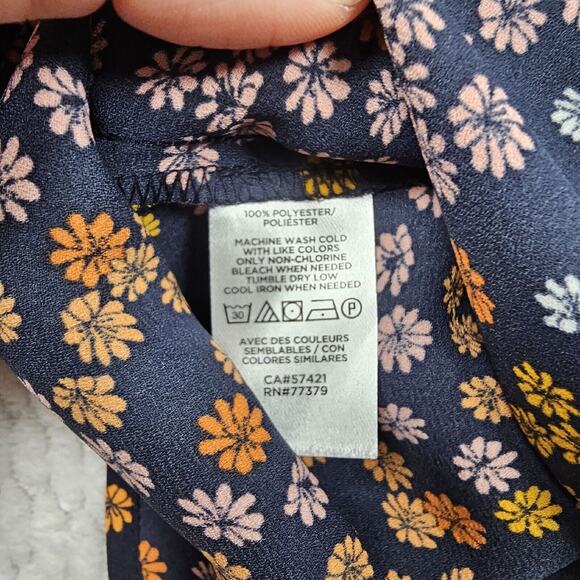 100% POLYESTER/
POLIÉSTER
MACHINE WASH COLD
WITH LIKE COLORS
ONLY NON-CHLORINE
BLEACH WHEN NEEDED
TUMBLE DRY LOW
COOL IRON WHEN NEEDED
30 P
AVEC DES COULEURS
SEMBLABLES / CON
COLORES SIMILARES
CA#57421
RN#77379